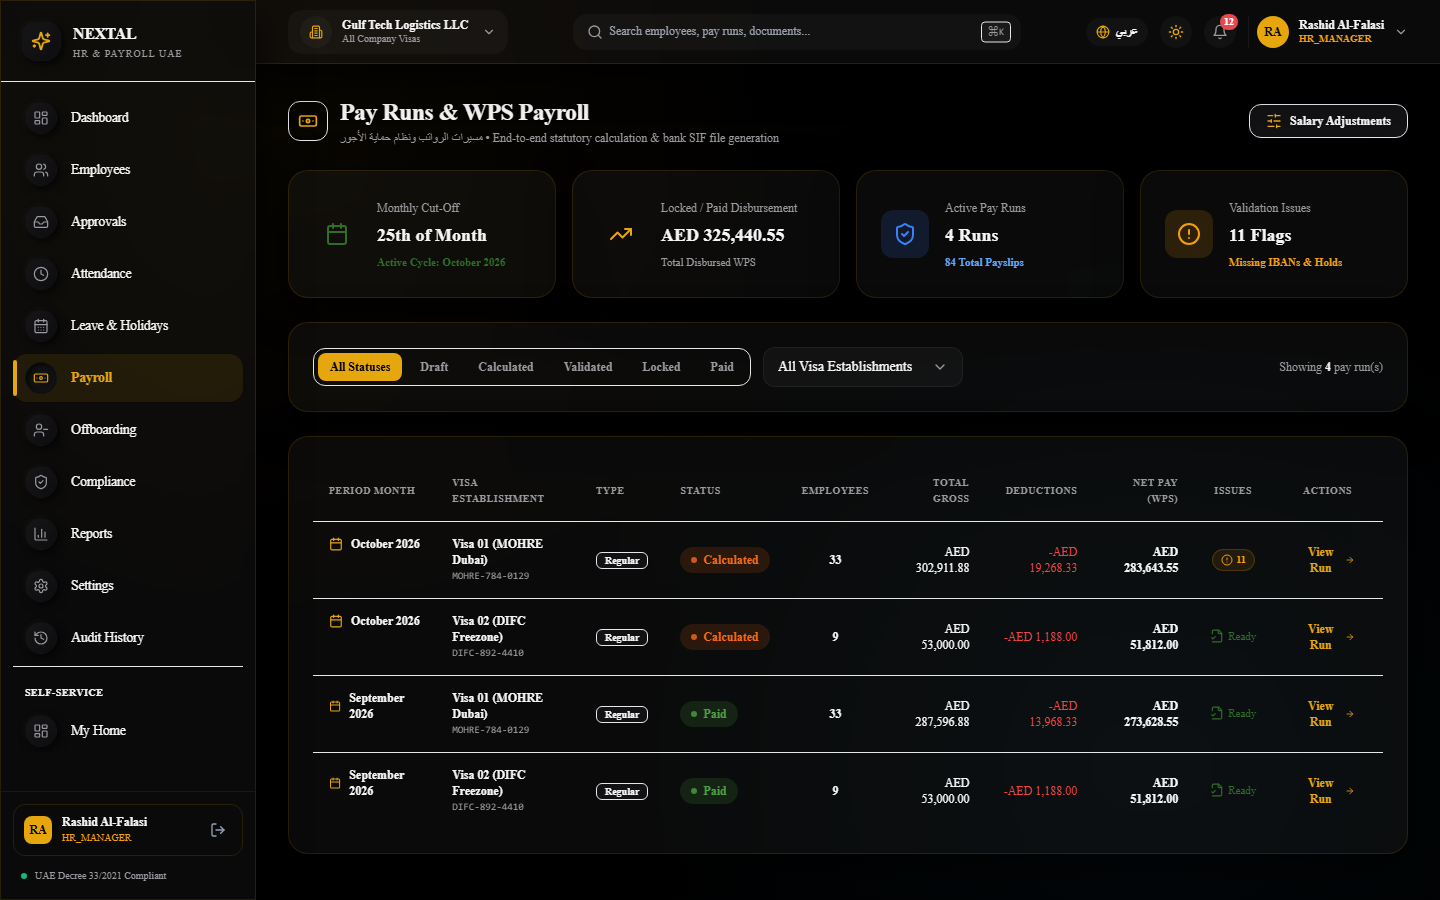 NEXTAL
HR & PAYROLL UAE
Dashboard
Employees
Approvals
Attendance
Leave & Holidays
Payroll
Offboarding
Compliance
Reports
Settings
Audit History
SELF-SERVICE
My Home
RA
Rashid Al-Falasi
HR_MANAGER
UAE Decree 33/2021 Compliant
Gulf Tech Logistics LLC
All Company Visas
Search employees, pay runs, documents...
⌘K
عربي
12
RA
Rashid Al-Falasi
HR_MANAGER
Pay Runs & WPS Payroll
مسيرات الرواتب ونظام حماية الأجور • End-to-end statutory calculation & bank SIF file generation
Salary Adjustments
Monthly Cut-Off
25th of Month
Active Cycle: October 2026
Locked / Paid Disbursement
AED 325,440.55
Total Disbursed WPS
Active Pay Runs
4 Runs
84 Total Payslips
Validation Issues
11 Flags
Missing IBANs & Holds
All Statuses Draft Calculated Validated Locked Paid
All Visa Establishments
Showing 4 pay run(s)
PERIOD MONTH VISA ESTABLISHMENT TYPE STATUS EMPLOYEES TOTAL GROSS DEDUCTIONS NET PAY (WPS) ISSUES ACTIONS
October 2026 Visa 01 (MOHRE Dubai) MOHRE-784-0129 Regular Calculated 33 AED 302,911.88 -AED 19,268.33 AED 283,643.55 11 View Run →
October 2026 Visa 02 (DIFC Freezone) DIFC-892-4410 Regular Calculated 9 AED 53,000.00 -AED 1,188.00 AED 51,812.00 Ready View Run →
September 2026 Visa 01 (MOHRE Dubai) MOHRE-784-0129 Regular Paid 33 AED 287,596.88 -AED 13,968.33 AED 273,628.55 Ready View Run →
September 2026 Visa 02 (DIFC Freezone) DIFC-892-4410 Regular Paid 9 AED 53,000.00 -AED 1,188.00 AED 51,812.00 Ready View Run →